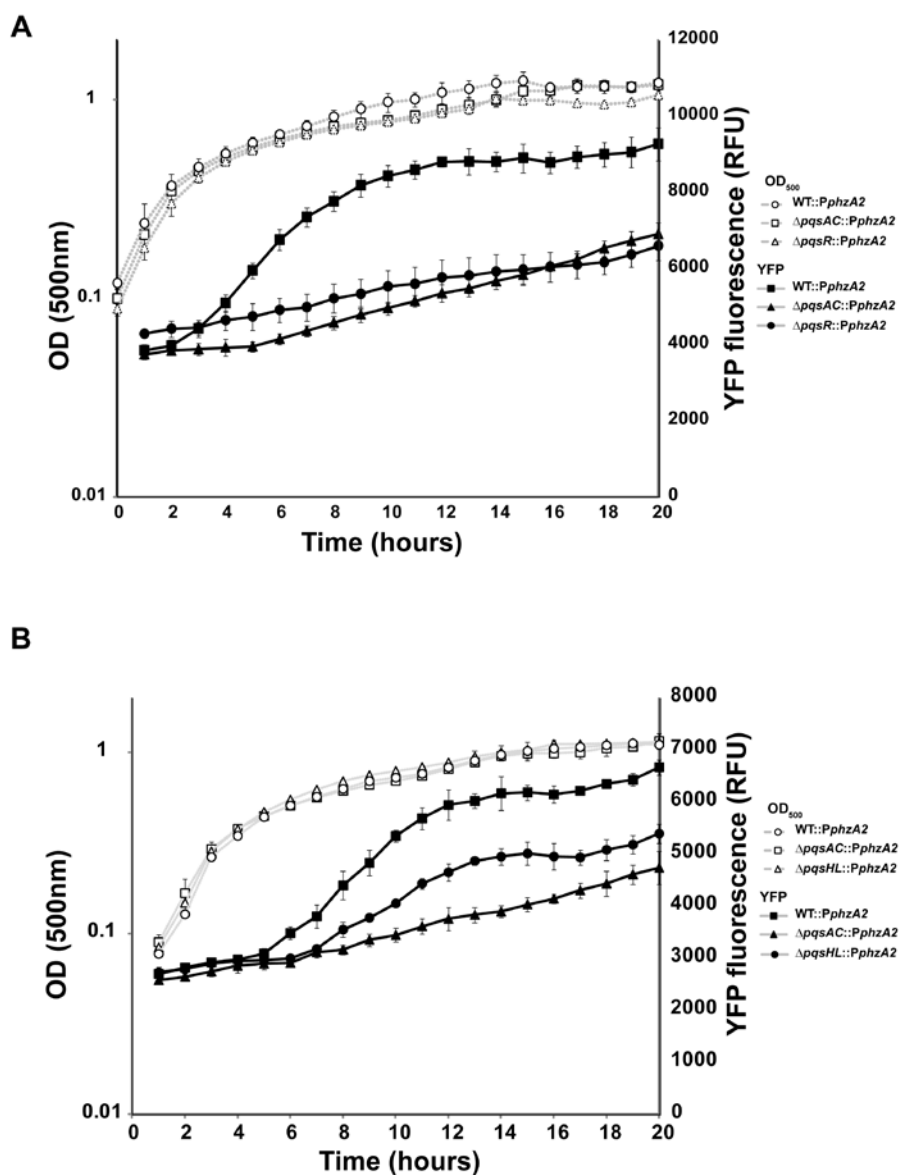 A
OD (500nm)
1
0.1
0.01
12000
10000
8000
6000
4000
2000
0
YFP fluorescence (RFU)
0 2 4 6 8 10 12 14 16 18 20
Time (hours)
OD500
WT::PphzA2
ΔpqsAC::PphzA2
ΔpqsR::PphzA2
YFP
WT::PphzA2
ΔpqsAC::PphzA2
ΔpqsR::PphzA2
B
OD (500nm)
1
0.1
0.01
8000
7000
6000
5000
4000
3000
2000
1000
0
YFP fluorescence (RFU)
0 2 4 6 8 10 12 14 16 18 20
Time (hours)
OD500
WT::PphzA2
ΔpqsAC::PphzA2
ΔpqsHL::PphzA2
YFP
WT::PphzA2
ΔpqsAC::PphzA2
ΔpqsHL::PphzA2